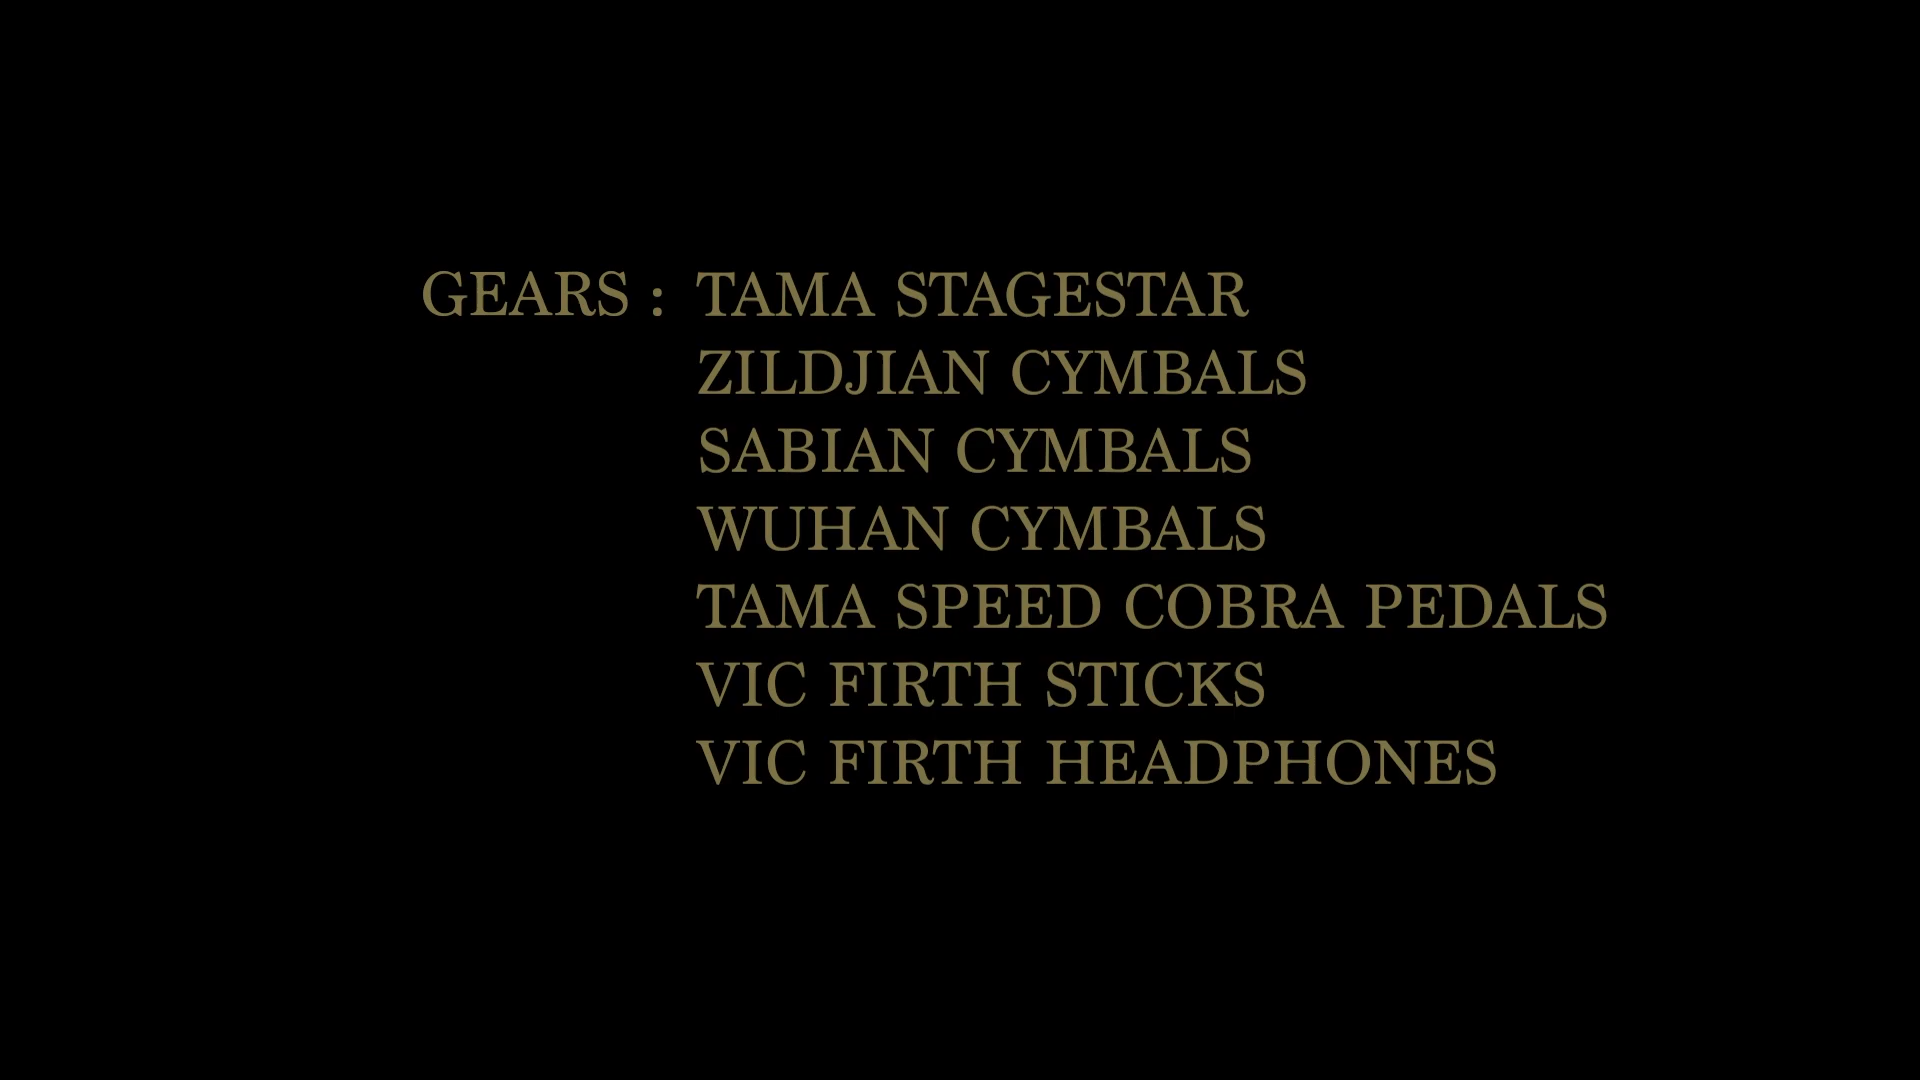 GEARS : TAMA STAGESTAR
ZILDJIAN CYMBALS
SABIAN CYMBALS
WUHAN CYMBALS
TAMA SPEED COBRA PEDALS
VIC FIRTH STICKS
VIC FIRTH HEADPHONES